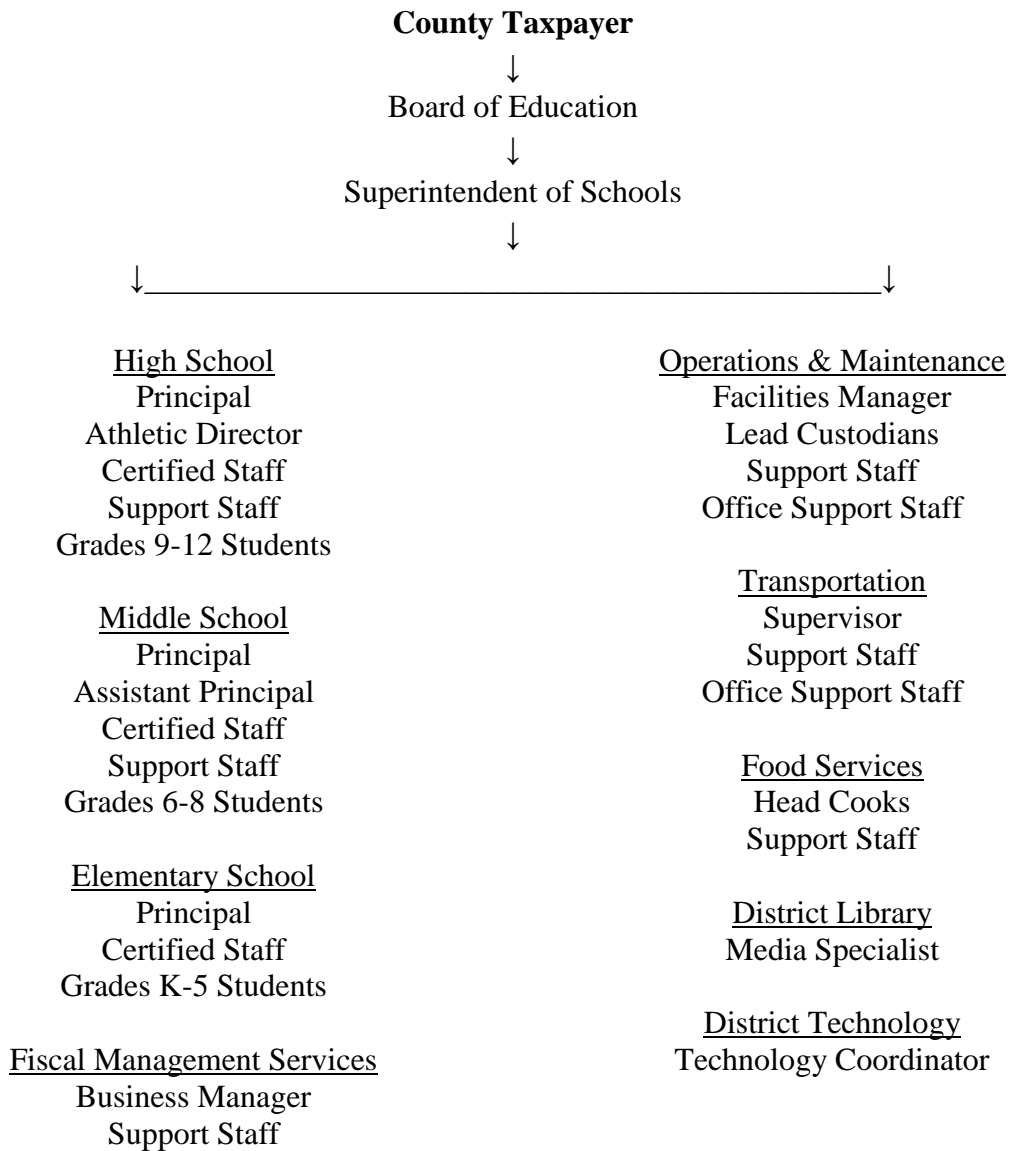 County Taxpayer
↓
Board of Education
↓
Superintendent of Schools
↓
↓______________________________________________↓
High School
Principal
Athletic Director
Certified Staff
Support Staff
Grades 9-12 Students
Middle School
Principal
Assistant Principal
Certified Staff
Support Staff
Grades 6-8 Students
Elementary School
Principal
Certified Staff
Grades K-5 Students
Fiscal Management Services
Business Manager
Support Staff
Operations & Maintenance
Facilities Manager
Lead Custodians
Support Staff
Office Support Staff
Transportation
Supervisor
Support Staff
Office Support Staff
Food Services
Head Cooks
Support Staff
District Library
Media Specialist
District Technology
Technology Coordinator